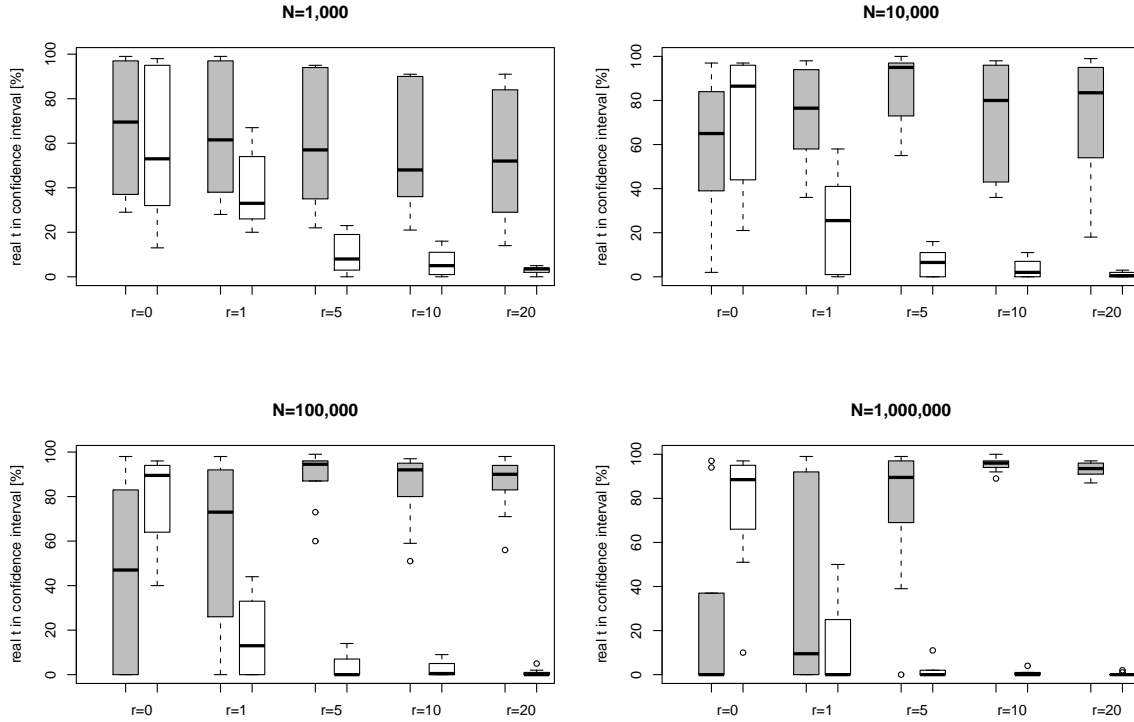 N=1,000
real t in confidence interval [%]
100
80
60
40
20
0
r=0 r=1 r=5 r=10 r=20
N=10,000
real t in confidence interval [%]
100
80
60
40
20
0
r=0 r=1 r=5 r=10 r=20
N=100,000
real t in confidence interval [%]
100
80
60
40
20
0
r=0 r=1 r=5 r=10 r=20
N=1,000,000
real t in confidence interval [%]
100
80
60
40
20
0
r=0 r=1 r=5 r=10 r=20